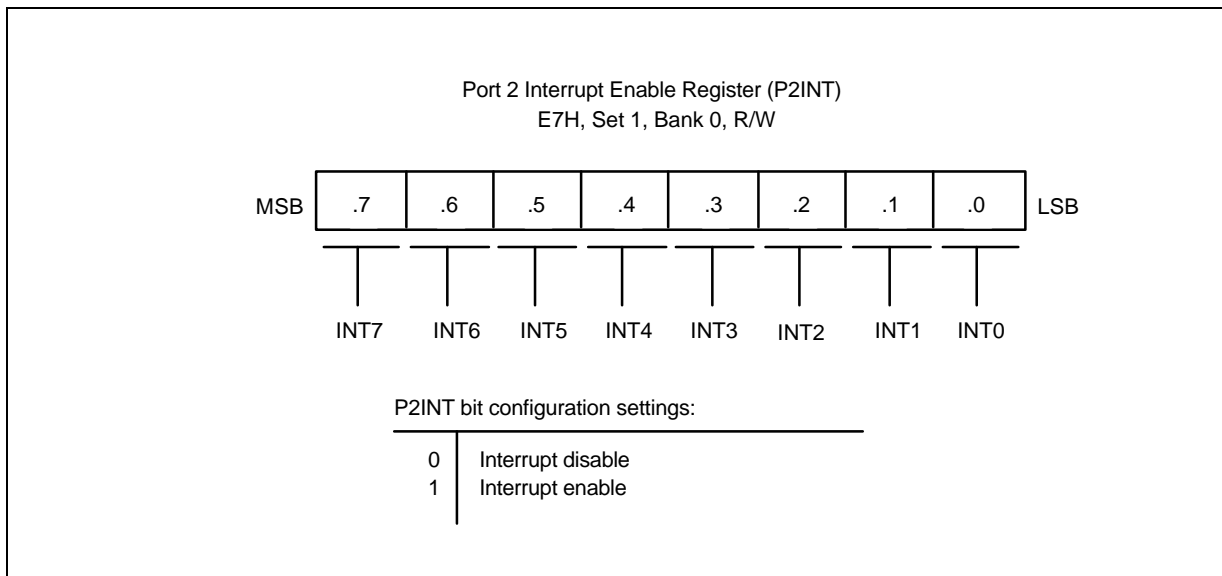 Port 2 Interrupt Enable Register (P2INT)
E7H, Set 1, Bank 0, R/W
MSB .7 .6 .5 .4 .3 .2 .1 .0 LSB
INT7 INT6 INT5 INT4 INT3 INT2 INT1 INT0
P2INT bit configuration settings:
0 Interrupt disable
1 Interrupt enable